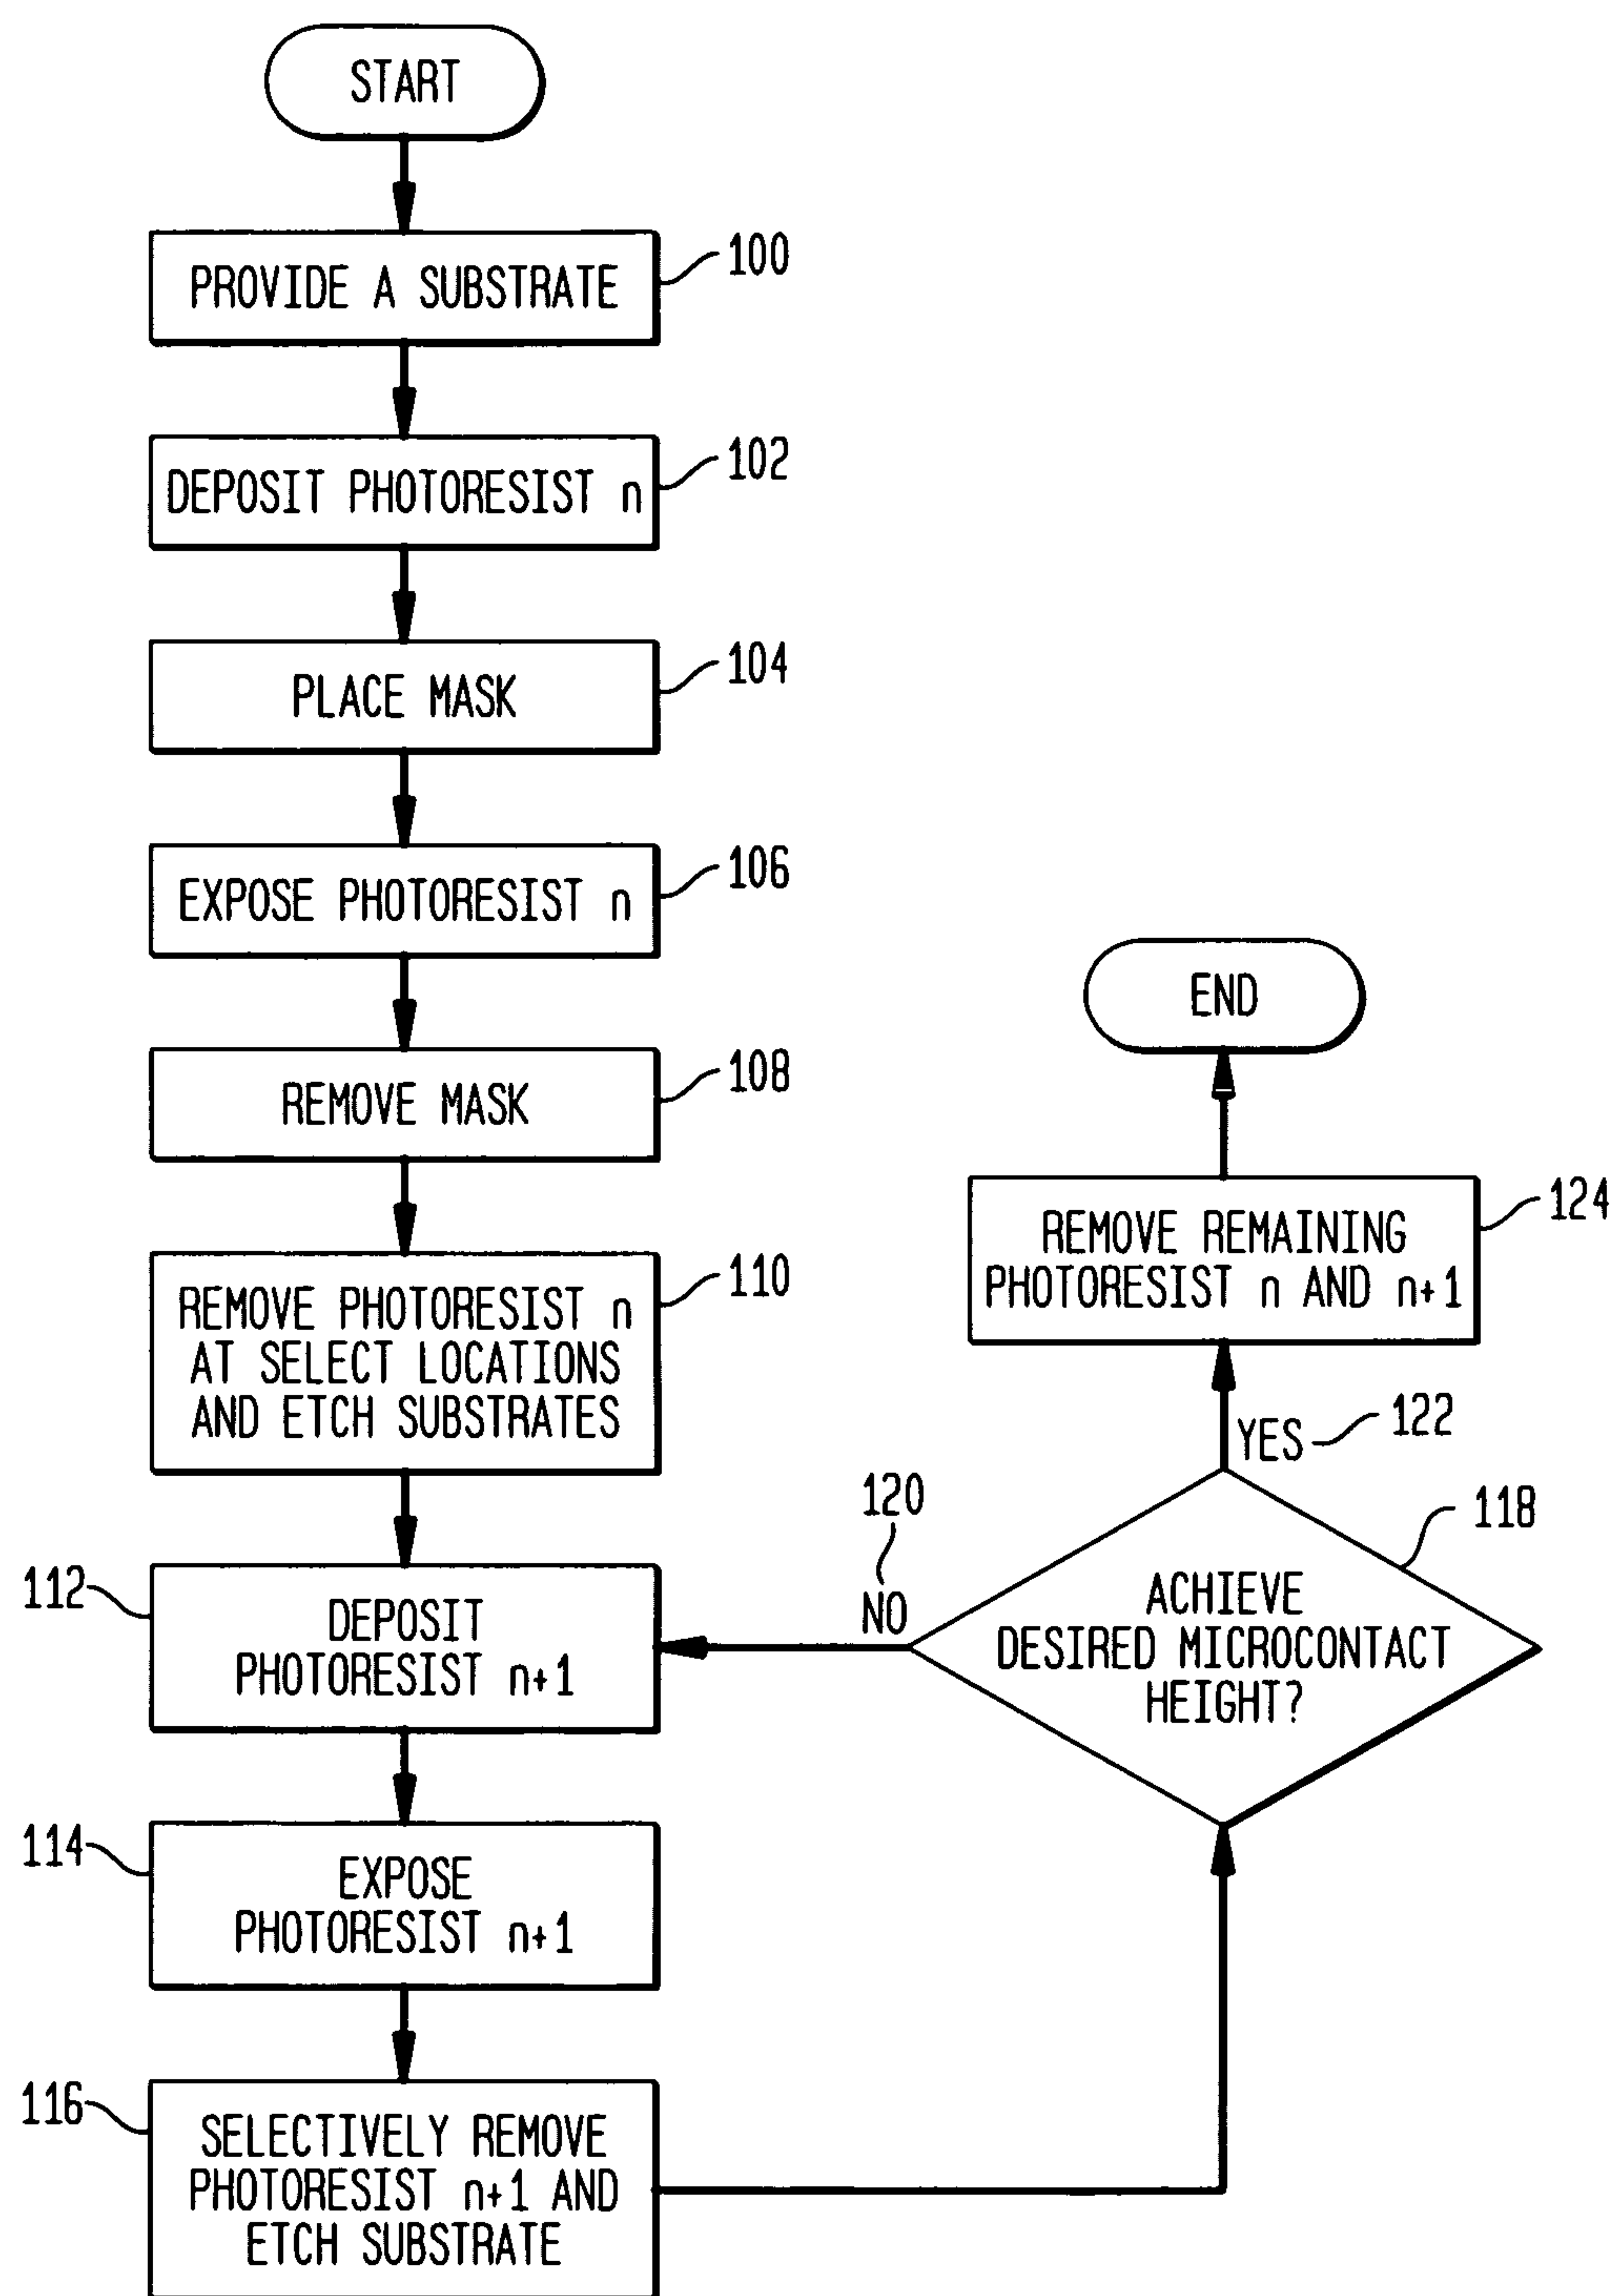 START
PROVIDE A SUBSTRATE
100
DEPOSIT PHOTORESIST n
102
PLACE MASK
104
EXPOSE PHOTORESIST n
106
REMOVE MASK
108
REMOVE PHOTORESIST n
AT SELECT LOCATIONS
AND ETCH SUBSTRATES
110
112
DEPOSIT
PHOTORESIST n+1
114
EXPOSE
PHOTORESIST n+1
116
SELECTIVELY REMOVE
PHOTORESIST n+1 AND
ETCH SUBSTRATE
118
ACHIEVE
DESIRED MICROCONTACT
HEIGHT?
120
NO
YES
122
REMOVE REMAINING
PHOTORESIST n AND n+1
124
END